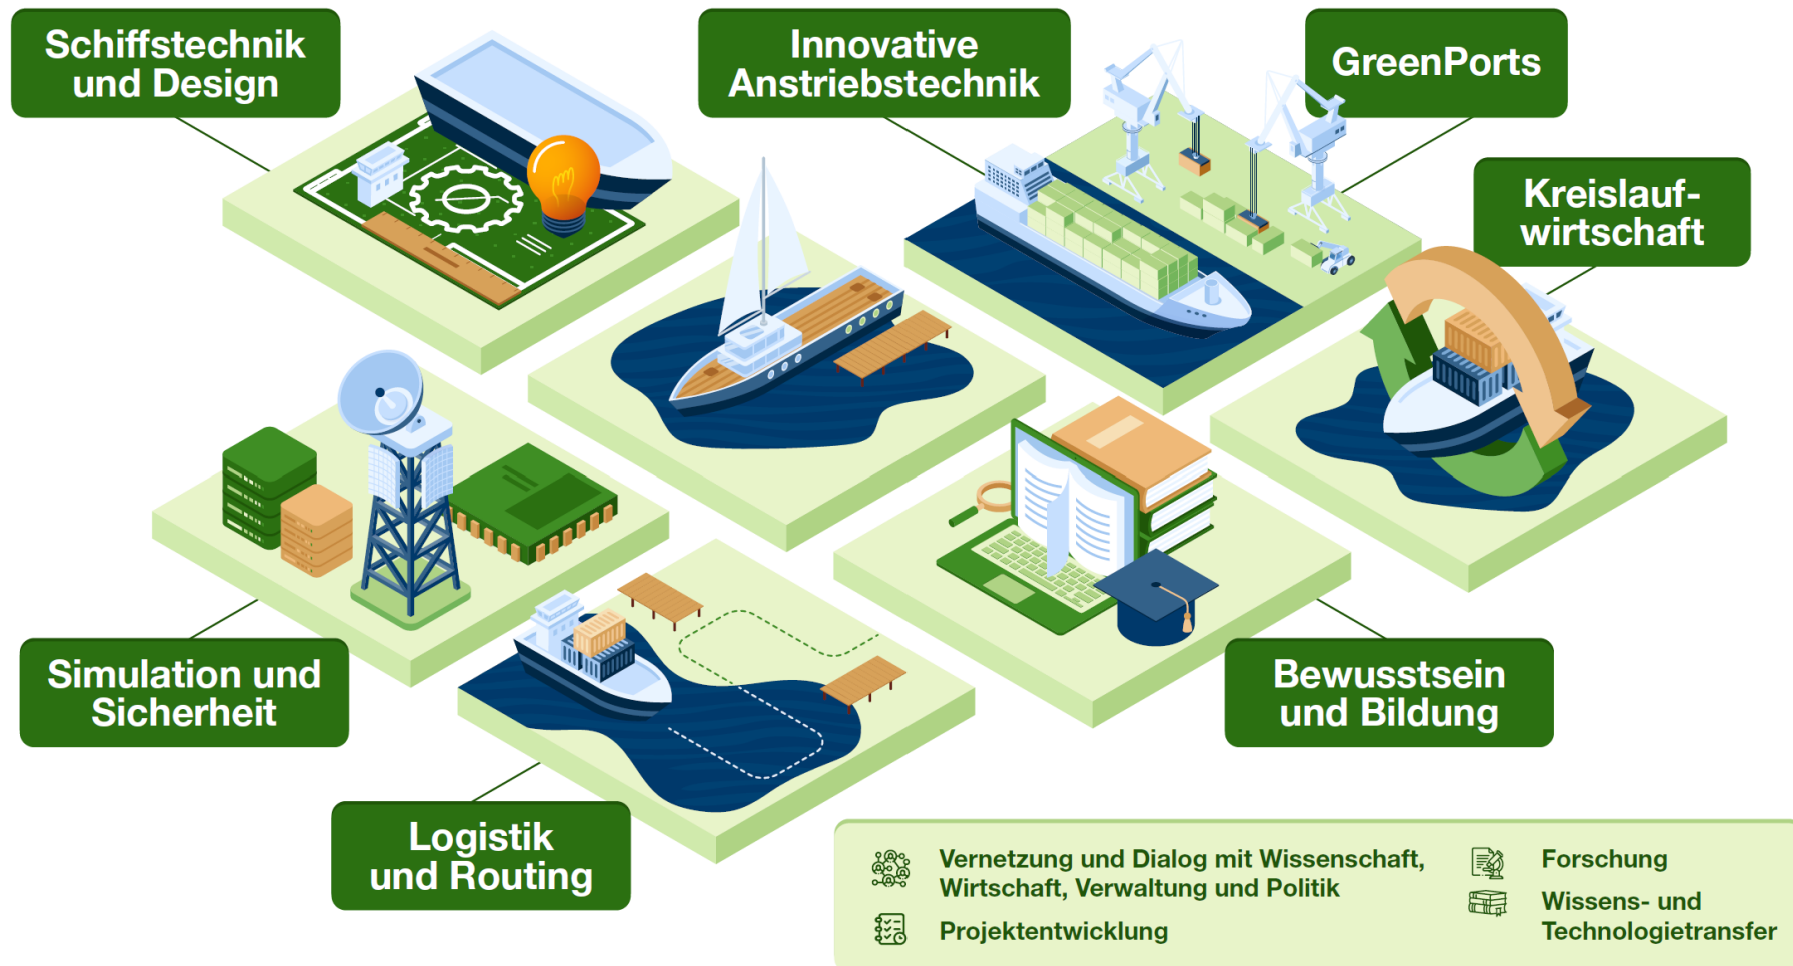 Schiffstechnik
und Design
Innovative
Anstriebstechnik
GreenPorts
Kreislauf-
wirtschaft
Simulation und
Sicherheit
Bewusstsein
und Bildung
Logistik
und Routing
Vernetzung und Dialog mit Wissenschaft,
Wirtschaft, Verwaltung und Politik
Projektentwicklung
Forschung
Wissens- und
Technologietransfer